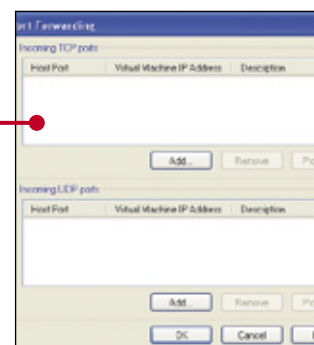 ort Forwarding
Incoming TCP ports
Host Port Virtual Machine IP Address Description
Add... Remove
Incoming UDP ports
Host Port Virtual Machine IP Address Description
Add... Remove
OK Cancel